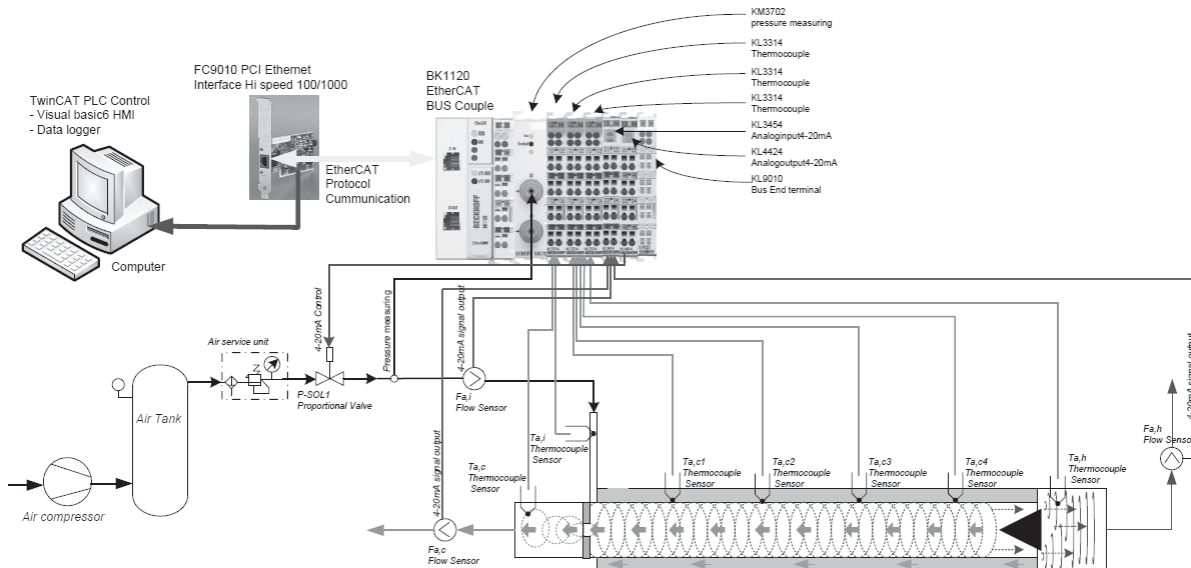 KM3702
pressure measuring
KL3314
Thermocouple
KL3314
Thermocouple
KL3314
Thermocouple
KL3454
Analoginput4-20mA
KL4424
Analogoutput4-20mA
KL9010
Bus End terminal
FC9010 PCI Ethernet
Interface Hi speed 100/1000
BK1120
EtherCAT
BUS Couple
TwinCAT PLC Control
- Visual basic6 HMI
- Data logger
EtherCAT
Protocol
Cummunication
BECKHOFF
Computer
4-20mA Control
Pressure measuring
4-20mA signal output
4-20mA signal output
4-20mA signal output
Air service unit
P-SOL1
Proportional Valve
Fa,i
Flow Sensor
Air Tank
Air compressor
Ta,i
Thermocouple
Sensor
Ta,c
Thermocouple
Sensor
Ta,c1
Thermocouple
Sensor
Ta,c2
Thermocouple
Sensor
Ta,c3
Thermocouple
Sensor
Ta,c4
Thermocouple
Sensor
Ta,h
Thermocouple
Sensor
Fa,h
Flow Sensor
Fa,c
Flow Sensor